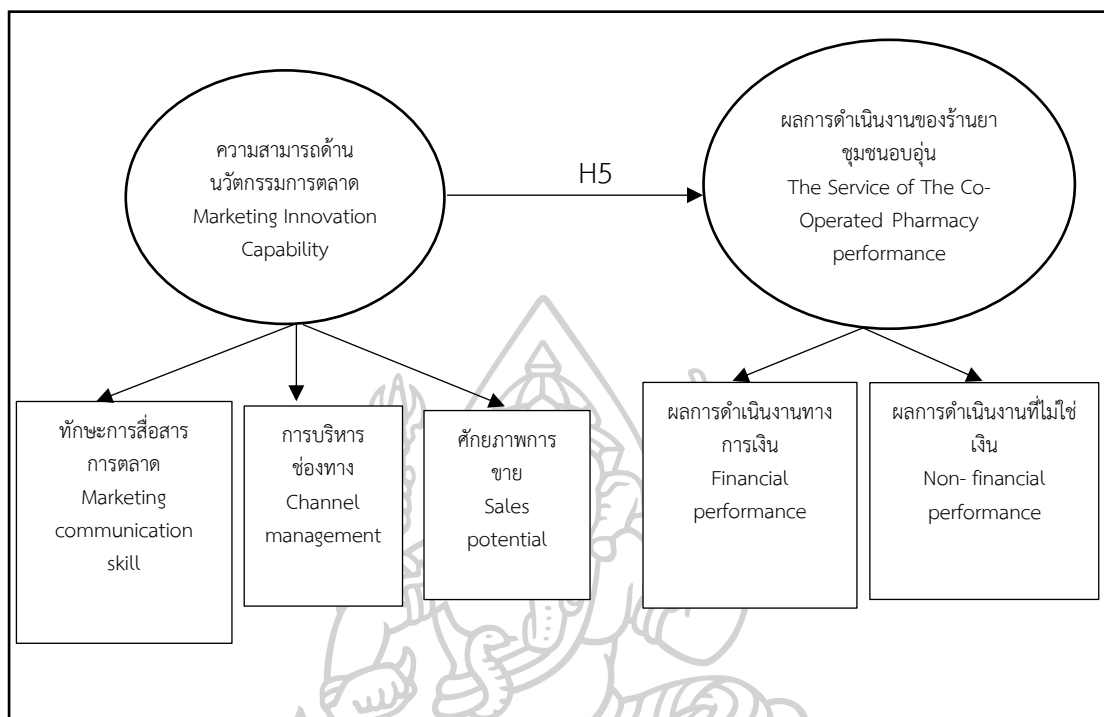 ความสามารถด้าน
นวัตกรรมการตลาด
Marketing Innovation
Capability
H5
ผลการดำเนินงานของร้านยา
ชุมชนอบอุ่น
The Service of The Co-
Operated Pharmacy
performance
ทักษะการสื่อสาร
การตลาด
Marketing
communication
skill
การบริหาร
ช่องทาง
Channel
management
ศักยภาพการ
ขาย
Sales
potential
ผลการดำเนินงานทาง
การเงิน
Financial
performance
ผลการดำเนินงานที่ไม่ใช่
เงิน
Non- financial
performance